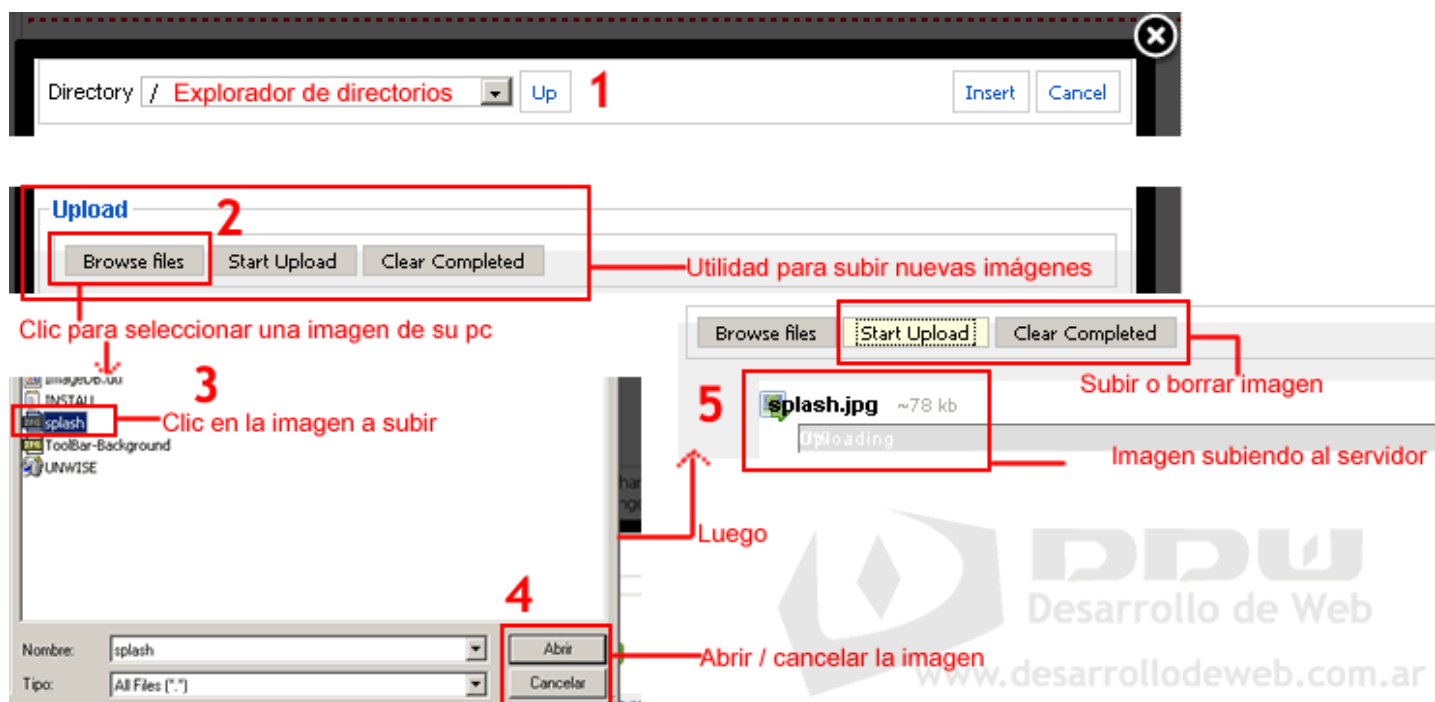 Directory / Explorador de directorios Up 1 Insert Cancel
Upload 2
Browse files Start Upload Clear Completed
Utilidad para subir nuevas imágenes
Clic para seleccionar una imagen de su pc
Browse files Start Upload Clear Completed
Subir o borrar imagen
3
INSTALL
splash
Clic en la imagen a subir
ToolBar-Background
UNWISE
5
splash.jpg ~78 kb
Imagen subiendo al servidor
Luego
4
Nombre: splash Abrir
Tipo: All Files (".") Cancelar
Abrir / cancelar la imagen
DDW
Desarrollo de Web
www.desarrollodeweb.com.ar